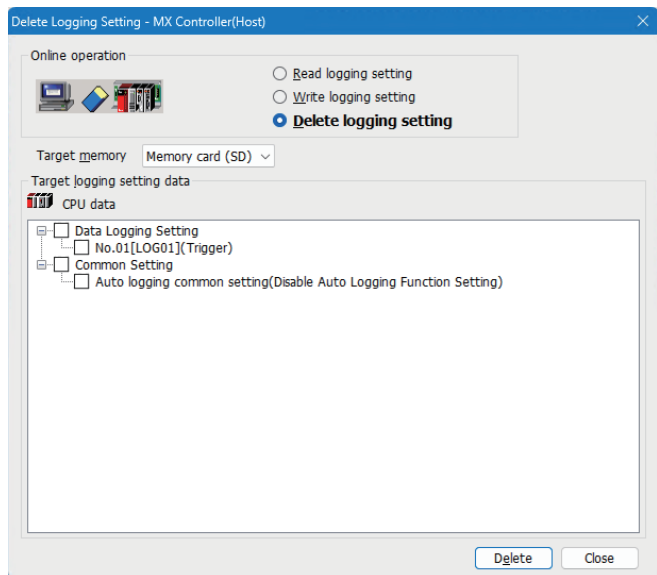 Delete Logging Setting - MX Controller(Host)
Online operation
Read logging setting
Write logging setting
Delete logging setting
Target memory Memory card (SD)
Target logging setting data
CPU data
Data Logging Setting
No.01[LOG01](Trigger)
Common Setting
Auto logging common setting(Disable Auto Logging Function Setting)
Delete Close